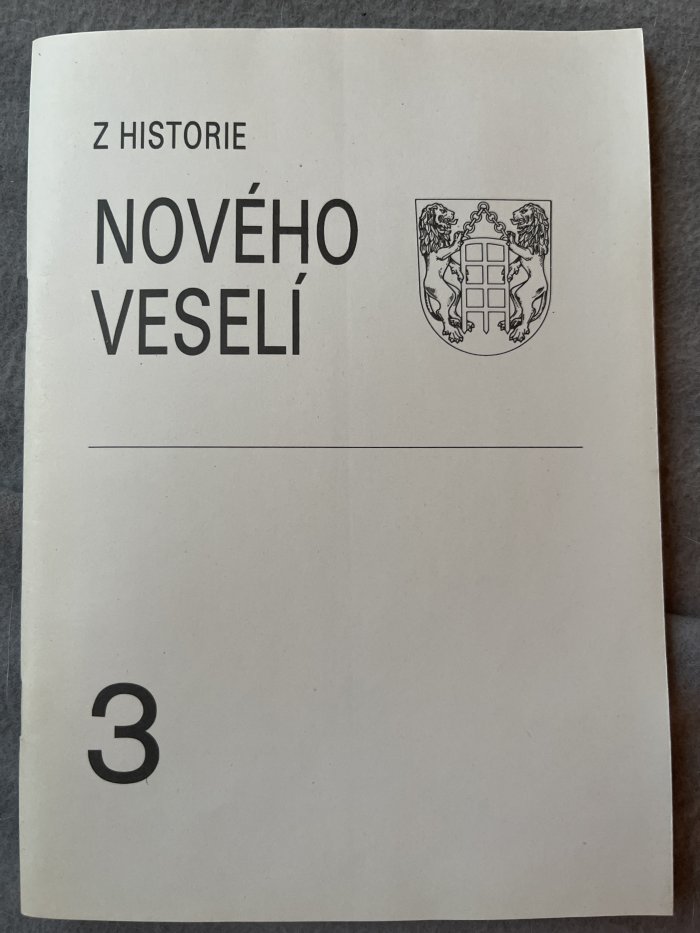 Z HISTORIE
NOVÉHO
VESELÍ
3